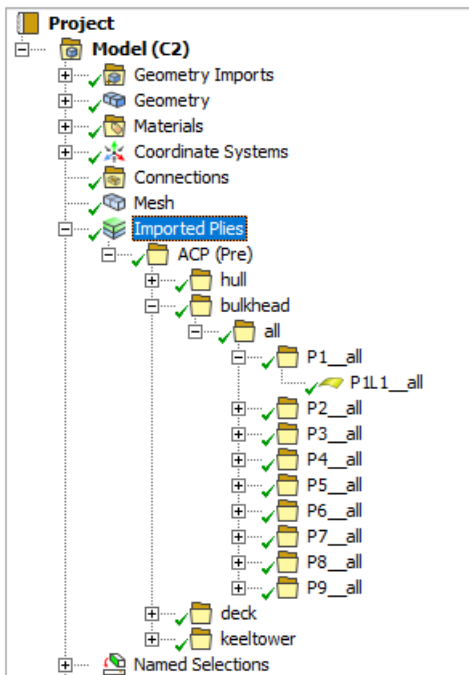 Project
Model (C2)
Geometry Imports
Geometry
Materials
Coordinate Systems
Connections
Mesh
Imported Plies
ACP (Pre)
hull
bulkhead
all
P1__all
P1L1__all
P2__all
P3__all
P4__all
P5__all
P6__all
P7__all
P8__all
P9__all
deck
keeltower
Named Selections